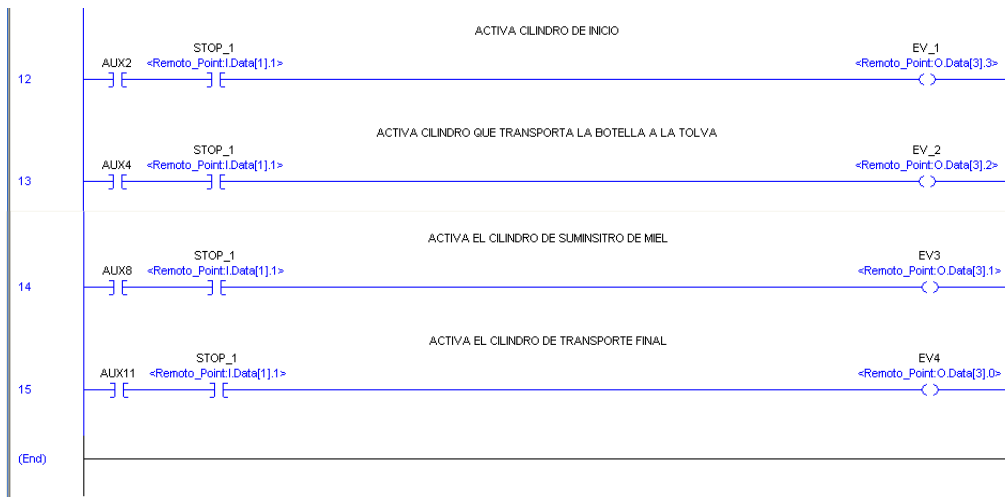 ACTIVA CILINDRO DE INICIO
STOP_1 EV_1
AUX2 <Remoto_Point:I.Data[1].1> <Remoto_Point:O.Data[3].3>
12
ACTIVA CILINDRO QUE TRANSPORTA LA BOTELLA A LA TOLVA
STOP_1 EV_2
AUX4 <Remoto_Point:I.Data[1].1> <Remoto_Point:O.Data[3].2>
13
ACTIVA EL CILINDRO DE SUMINSITRO DE MIEL
STOP_1 EV3
AUX8 <Remoto_Point:I.Data[1].1> <Remoto_Point:O.Data[3].1>
14
ACTIVA EL CILINDRO DE TRANSPORTE FINAL
STOP_1 EV4
AUX11 <Remoto_Point:I.Data[1].1> <Remoto_Point:O.Data[3].0>
15
(End)